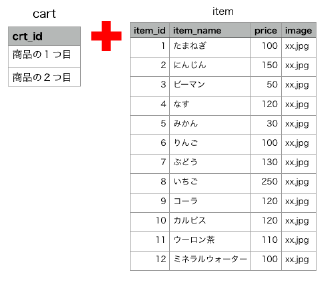 cart
crt_id
商品の１つ目
商品の２つ目
item
item_id item_name price image
1 たまねぎ 100 xx.jpg
2 にんじん 150 xx.jpg
3 ピーマン 50 xx.jpg
4 なす 120 xx.jpg
5 みかん 30 xx.jpg
6 りんご 100 xx.jpg
7 ぶどう 130 xx.jpg
8 いちご 250 xx.jpg
9 コーラ 120 xx.jpg
10 カルピス 120 xx.jpg
11 ウーロン茶 110 xx.jpg
12 ミネラルウォーター 100 xx.jpg